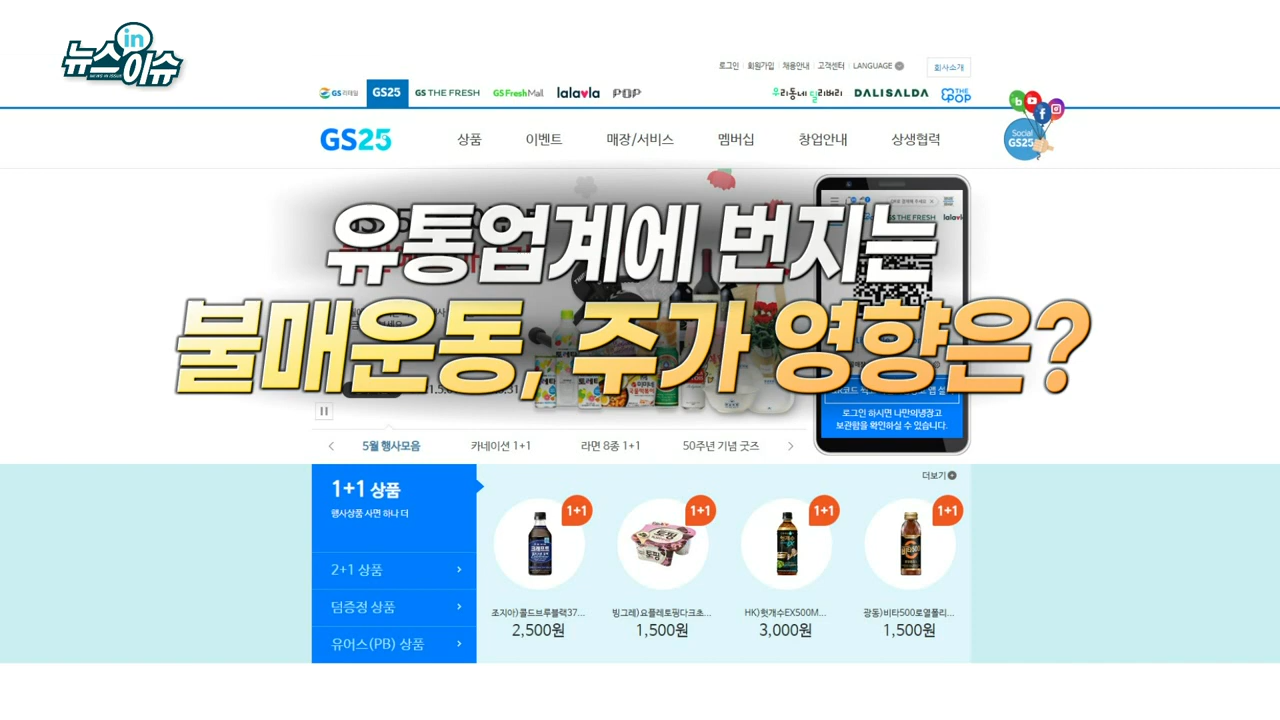 뉴스 in 이슈
NEWS IN ISSUE
로그인 회원가입 채용안내 고객센터 LANGUAGE 회사소개
GS리테일 GS25 GS THE FRESH GS Fresh Mall lalavla POP 우리동네 딜리버리 DALISALDA THE POP
GS25 상품 이벤트 매장/서비스 멤버십 창업안내 상생협력
Social
GS25
GS THE FRESH lalavla
유통업계에 번지는
불매운동, 주가 영향은?
로그인 하시면 나만의냉장고
보관함을 확인하실 수 있습니다.
5월 행사모음 카네이션 1+1 라면 8종 1+1 50주년 기념 굿즈
더보기
1+1 상품
행사상품 사면 하나 더
2+1 상품
덤증정 상품
유어스(PB) 상품
1+1 1+1 1+1 1+1
조지아)콜드브루블랙37... 빙그레)요플레토핑다크초... HK)헛개수EX500M... 광동)비타500로열폴리...
2,500원 1,500원 3,000원 1,500원